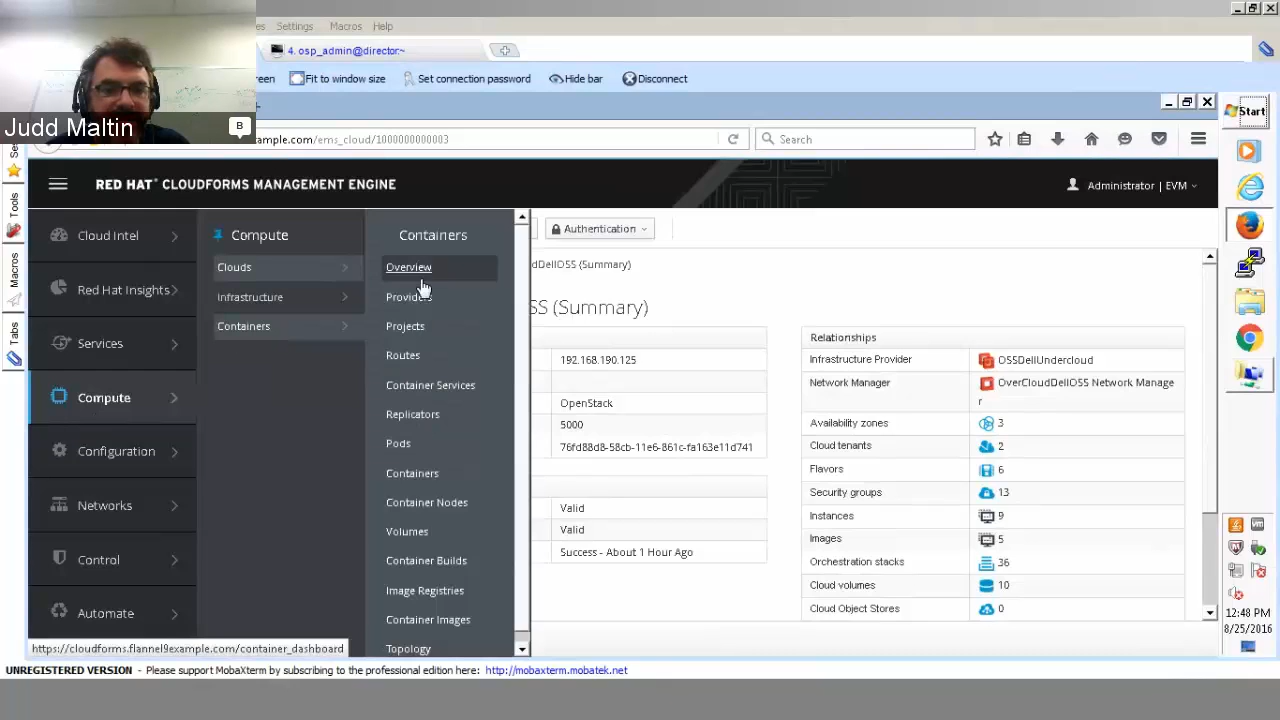 Settings Macros Help
4. osp_admin@director:~
Fit to window size Set connection password Hide bar Disconnect
Judd Maltin
B
Start
ample.com/ems_cloud/1000000000003
Search
RED HAT® CLOUDFORMS MANAGEMENT ENGINE
Administrator | EVM
Tools
Macros
Tabs
Cloud Intel
Red Hat Insights
Services
Compute
Configuration
Networks
Control
Automate
Compute
Clouds
Infrastructure
Containers
Containers
Overview
Providers
Projects
Routes
Container Services
Replicators
Pods
Containers
Container Nodes
Volumes
Container Builds
Image Registries
Container Images
Topology
Authentication
dDellOSS (Summary)
SS (Summary)
192.168.190.125
OpenStack
5000
76fd88d8-58cb-11e6-861c-fa163e11d741
Valid
Valid
Success - About 1 Hour Ago
Relationships
Infrastructure Provider OSSDellUndercloud
Network Manager OverCloudDellOSS Network Manage
r
Availability zones 3
Cloud tenants 2
Flavors 6
Security groups 13
Instances 9
Images 5
Orchestration stacks 36
Cloud volumes 10
Cloud Object Stores 0
https://cloudforms.flannel9example.com/container_dashboard
12:48 PM
8/25/2016
UNREGISTERED VERSION - Please support MobaXterm by subscribing to the professional edition here: http://mobaxterm.mobatek.net